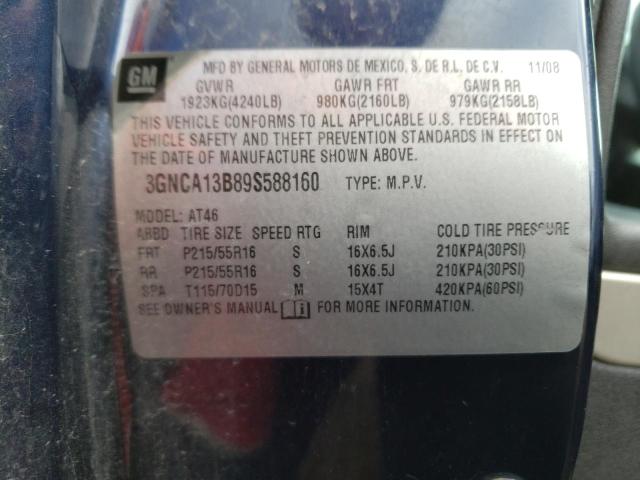 GM MFD BY GENERAL MOTORS DE MEXICO, S. DE R.L. DE C.V. 11/08
GVWR GAWR FRT GAWR RR
1923KG(4240LB) 980KG(2160LB) 979KG(2158LB)
THIS VEHICLE CONFORMS TO ALL APPLICABLE U.S. FEDERAL MOTOR
VEHICLE SAFETY AND THEFT PREVENTION STANDARDS IN EFFECT ON
THE DATE OF MANUFACTURE SHOWN ABOVE.
3GNCA13B89S588160 TYPE: M.P.V.
MODEL: AT46
ABBD TIRE SIZE SPEED RTG RIM COLD TIRE PRESSURE
FRT P215/55R16 S 16X6.5J 210KPA(30PSI)
RR P215/55R16 S 16X6.5J 210KPA(30PSI)
SPA T115/70D15 M 15X4T 420KPA(60PSI)
SEE OWNER'S MANUAL FOR MORE INFORMATION.